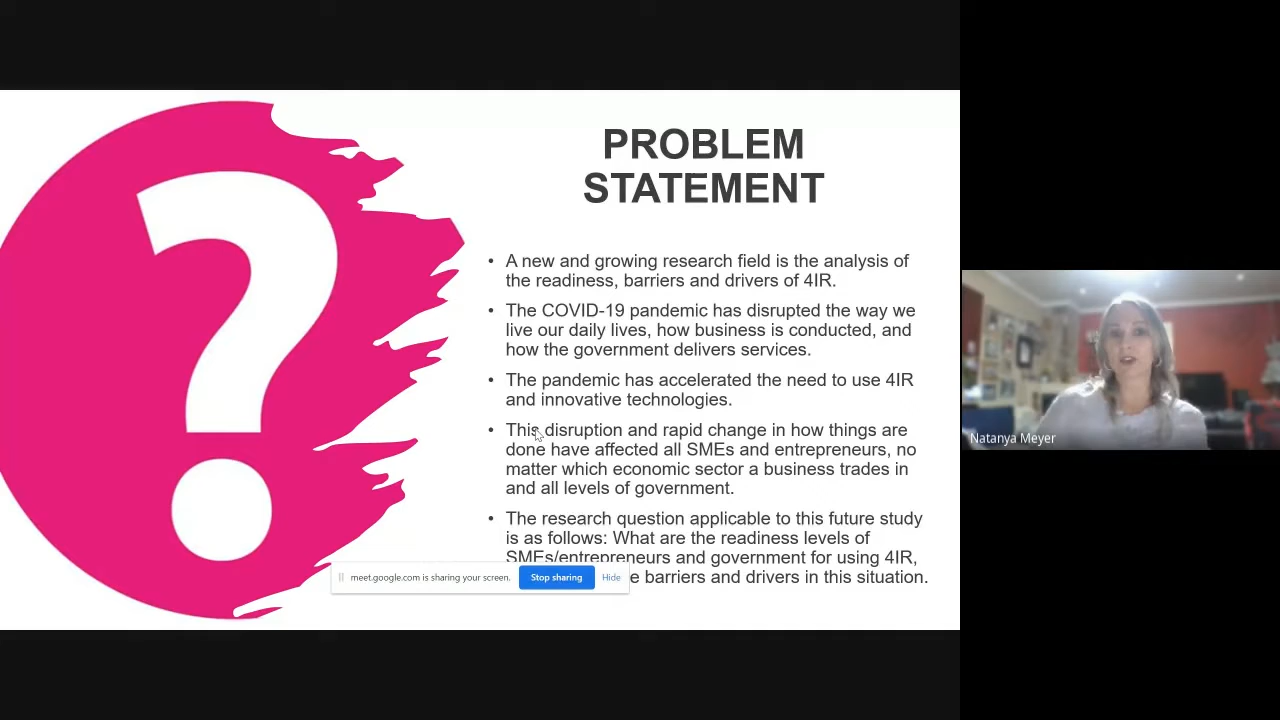 PROBLEM
STATEMENT
• A new and growing research field is the analysis of
the readiness, barriers and drivers of 4IR.
• The COVID-19 pandemic has disrupted the way we
live our daily lives, how business is conducted, and
how the government delivers services.
• The pandemic has accelerated the need to use 4IR
and innovative technologies.
• This disruption and rapid change in how things are
done have affected all SMEs and entrepreneurs, no
matter which economic sector a business trades in
and all levels of government.
• The research question applicable to this future study
is as follows: What are the readiness levels of
SMEs/entrepreneurs and government for using 4IR,
barriers and drivers in this situation.
meet.google.com is sharing your screen. Stop sharing Hide
Natanya Meyer